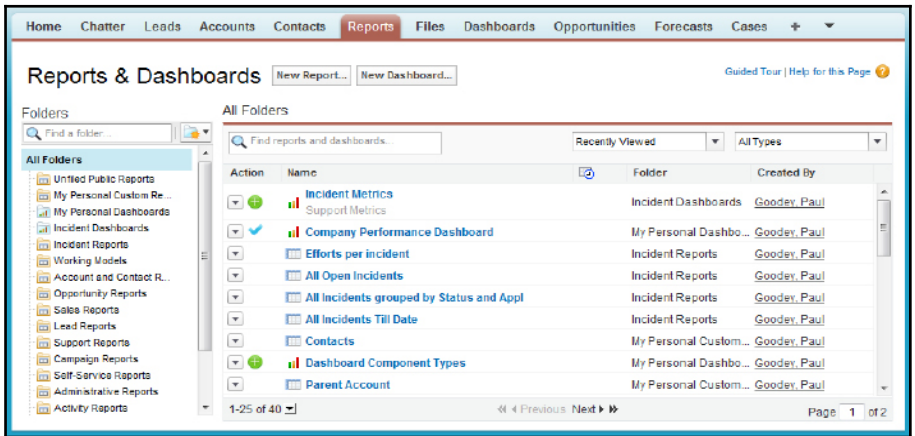 Home Chatter Leads Accounts Contacts Reports Files Dashboards Opportunities Forecasts Cases +
Reports & Dashboards New Report... New Dashboard...
Guided Tour | Help for this Page ?
Folders
Find a folder...
All Folders
Unfiled Public Reports
My Personal Custom Re...
My Personal Dashboards
Incident Dashboards
Incident Reports
Working Models
Account and Contact R...
Opportunity Reports
Sales Reports
Lead Reports
Support Reports
Campaign Reports
Self-Service Reports
Administrative Reports
Activity Reports
All Folders
Find reports and dashboards...
Recently Viewed All Types
Action Name Folder Created By
Incident Metrics Incident Dashboards Goodey, Paul
Support Metrics
Company Performance Dashboard My Personal Dashbo... Goodey, Paul
Efforts per incident Incident Reports Goodey, Paul
All Open Incidents Incident Reports Goodey, Paul
All Incidents grouped by Status and Appl Incident Reports Goodey, Paul
All Incidents Till Date Incident Reports Goodey, Paul
Contacts My Personal Custom... Goodey, Paul
Dashboard Component Types My Personal Dashbo... Goodey, Paul
Parent Account My Personal Custom... Goodey, Paul
1-25 of 40 Previous Next Page 1 of 2